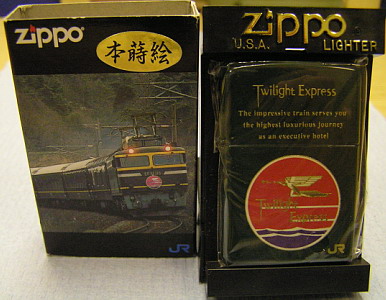 zippo
本蒔絵
JR
zippo
U.S.A. LIGHTER
Twilight Express
The impressive train serves you
the highest luxurious journey
as an executive hotel
Twilight
Express
JR